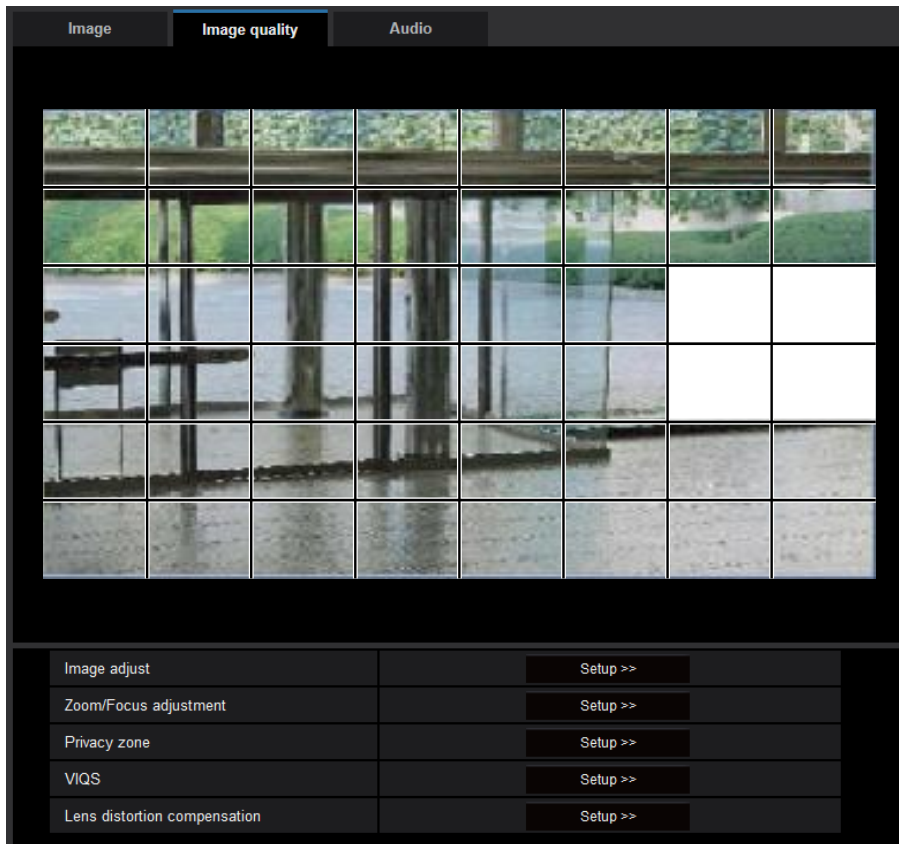 Image Image quality Audio
Image adjust Setup >>
Zoom/Focus adjustment Setup >>
Privacy zone Setup >>
VIQS Setup >>
Lens distortion compensation Setup >>